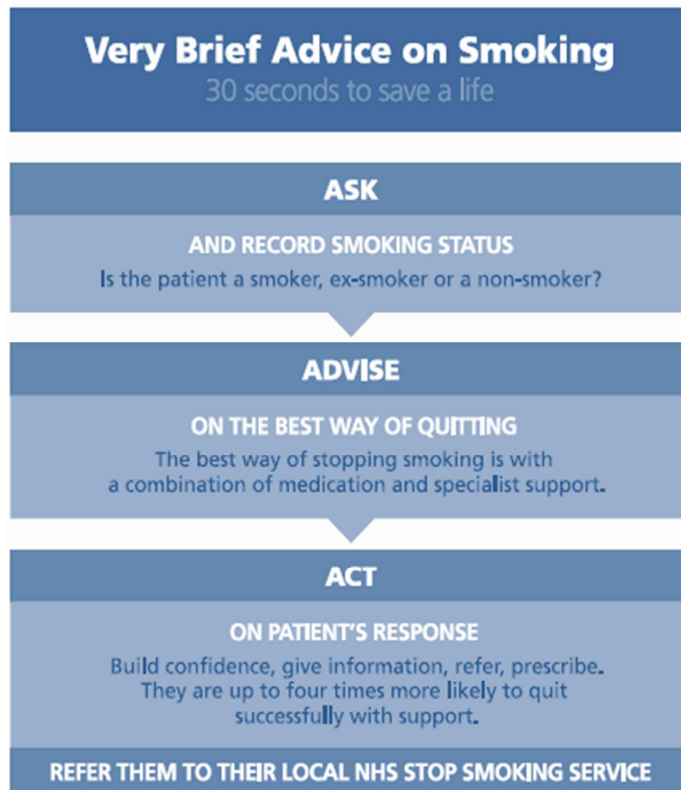 Very Brief Advice on Smoking
30 seconds to save a life
ASK
AND RECORD SMOKING STATUS
Is the patient a smoker, ex-smoker or a non-smoker?
ADVISE
ON THE BEST WAY OF QUITTING
The best way of stopping smoking is with
a combination of medication and specialist support.
ACT
ON PATIENT'S RESPONSE
Build confidence, give information, refer, prescribe.
They are up to four times more likely to quit
successfully with support.
REFER THEM TO THEIR LOCAL NHS STOP SMOKING SERVICE